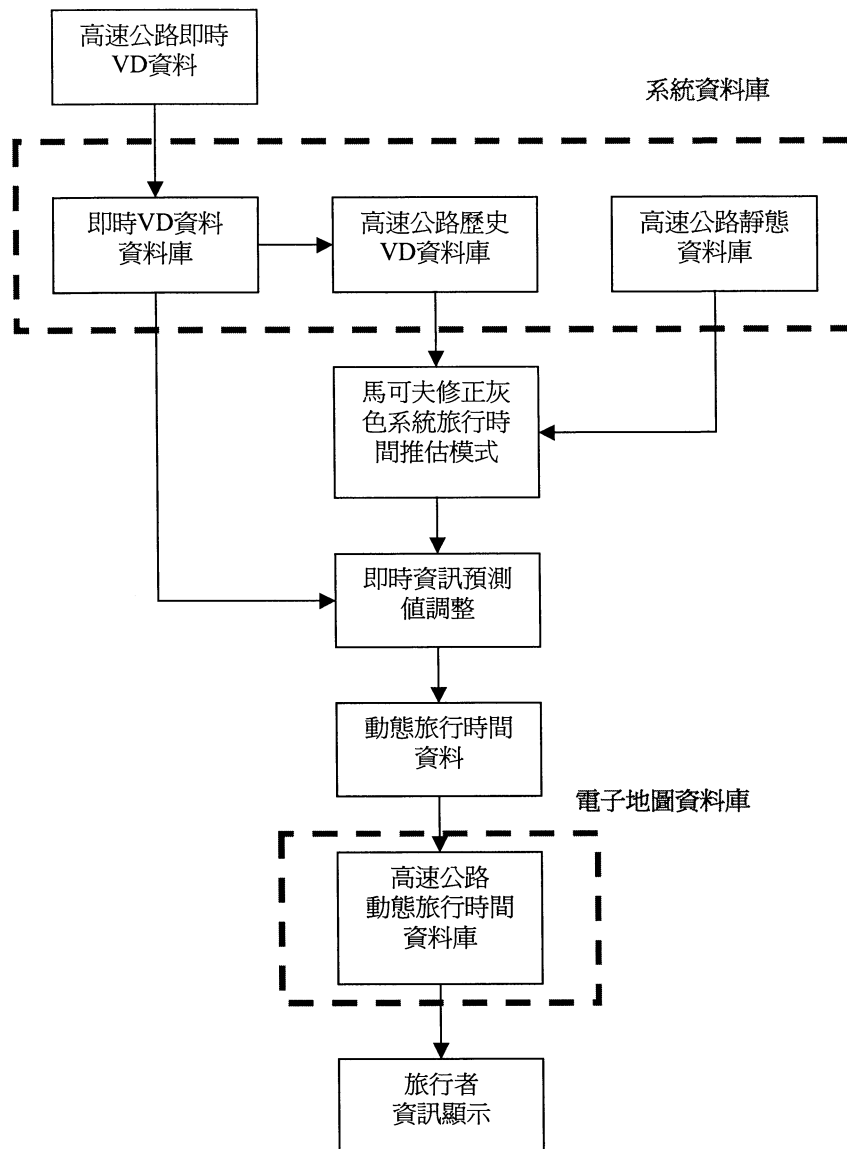 高速公路即時
VD資料
系統資料庫
即時VD資料
資料庫
高速公路歷史
VD資料庫
高速公路靜態
資料庫
馬可夫修正灰
色系統旅行時
間推估模式
即時資訊預測
值調整
動態旅行時間
資料
電子地圖資料庫
高速公路
動態旅行時間
資料庫
旅行者
資訊顯示